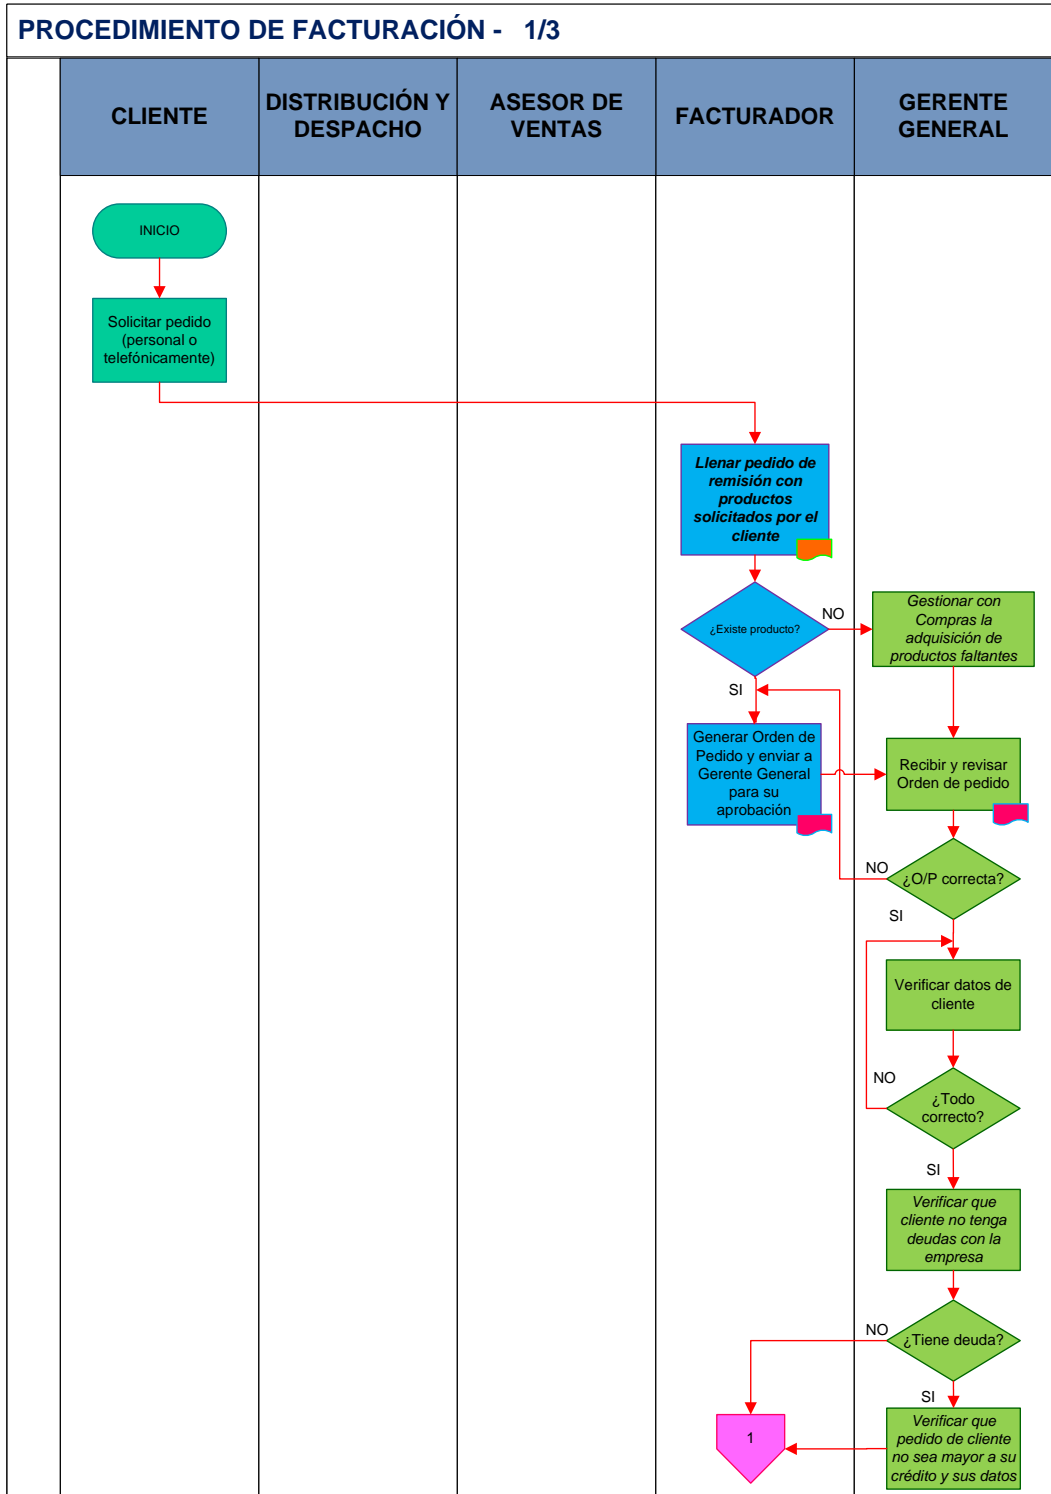 PROCEDIMIENTO DE FACTURACIÓN - 1/3
CLIENTE
DISTRIBUCIÓN Y
DESPACHO
ASESOR DE
VENTAS
FACTURADOR
GERENTE
GENERAL
INICIO
Solicitar pedido
(personal o
telefónicamente)
Llenar pedido de
remisión con
productos
solicitados por el
cliente
¿Existe producto?
NO
Gestionar con
Compras la
adquisición de
productos faltantes
SI
Generar Orden de
Pedido y enviar a
Gerente General
para su
aprobación
Recibir y revisar
Orden de pedido
NO
¿O/P correcta?
SI
Verificar datos de
cliente
NO
¿Todo
correcto?
SI
Verificar que
cliente no tenga
deudas con la
empresa
NO
¿Tiene deuda?
SI
1
Verificar que
pedido de cliente
no sea mayor a su
crédito y sus datos